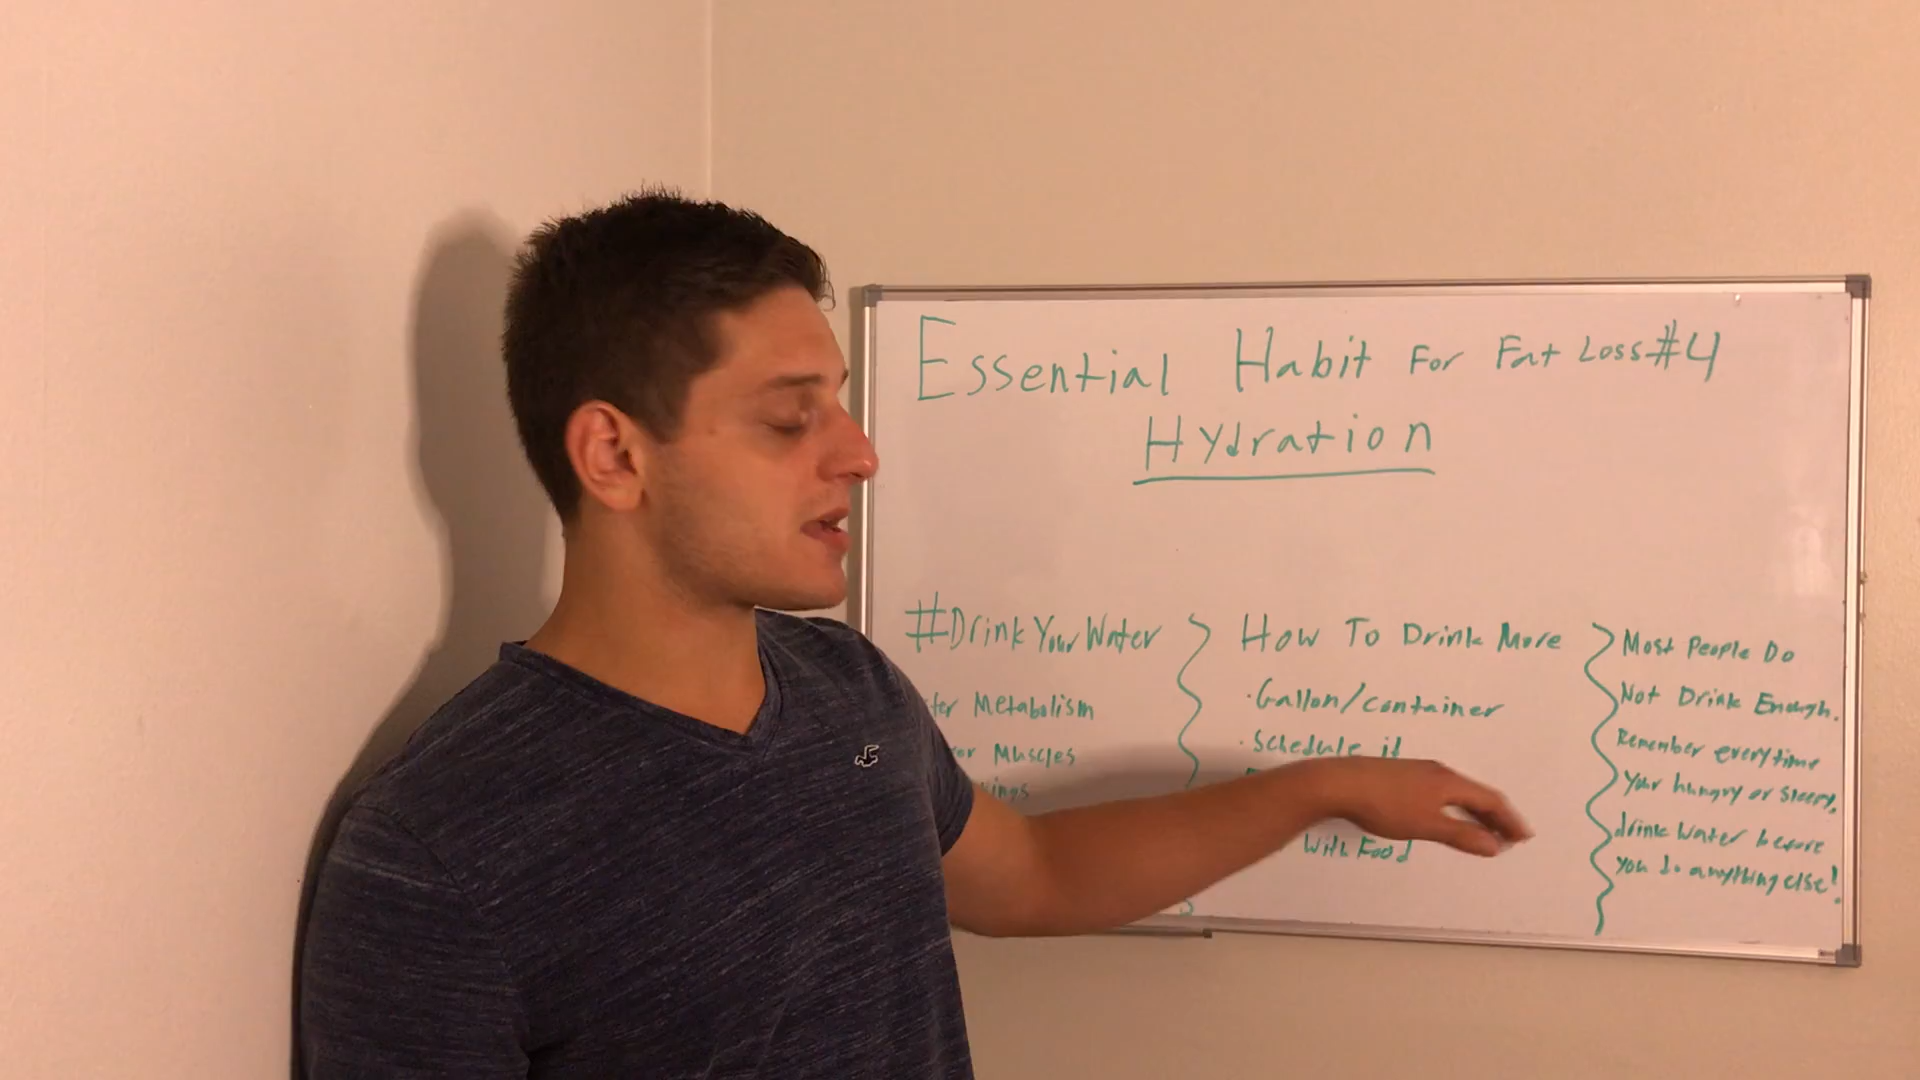 Essential Habit For Fat Loss #4
Hydration
#DrinkYourWater
Metabolism
Muscles
How To Drink More
· Gallon/container
· Schedule it
With Food
Most People Do
Not Drink Enough.
Remember everytime
Your hungry or sleepy,
drink water before
you do anything else!